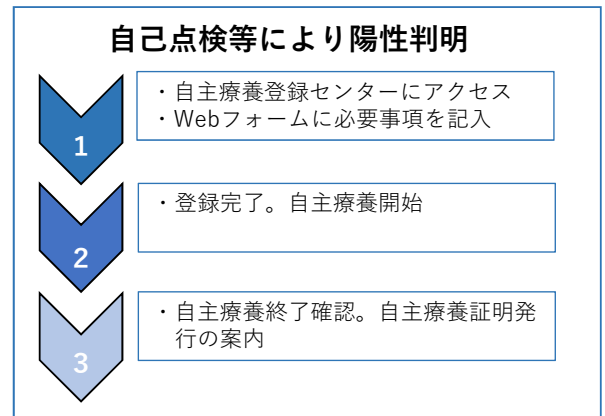 自己点検等により陽性判明
・自主療養登録センターにアクセス
・Webフォームに必要事項を記入
1
・登録完了。自主療養開始
2
・自主療養終了確認。自主療養証明発
行の案内
3